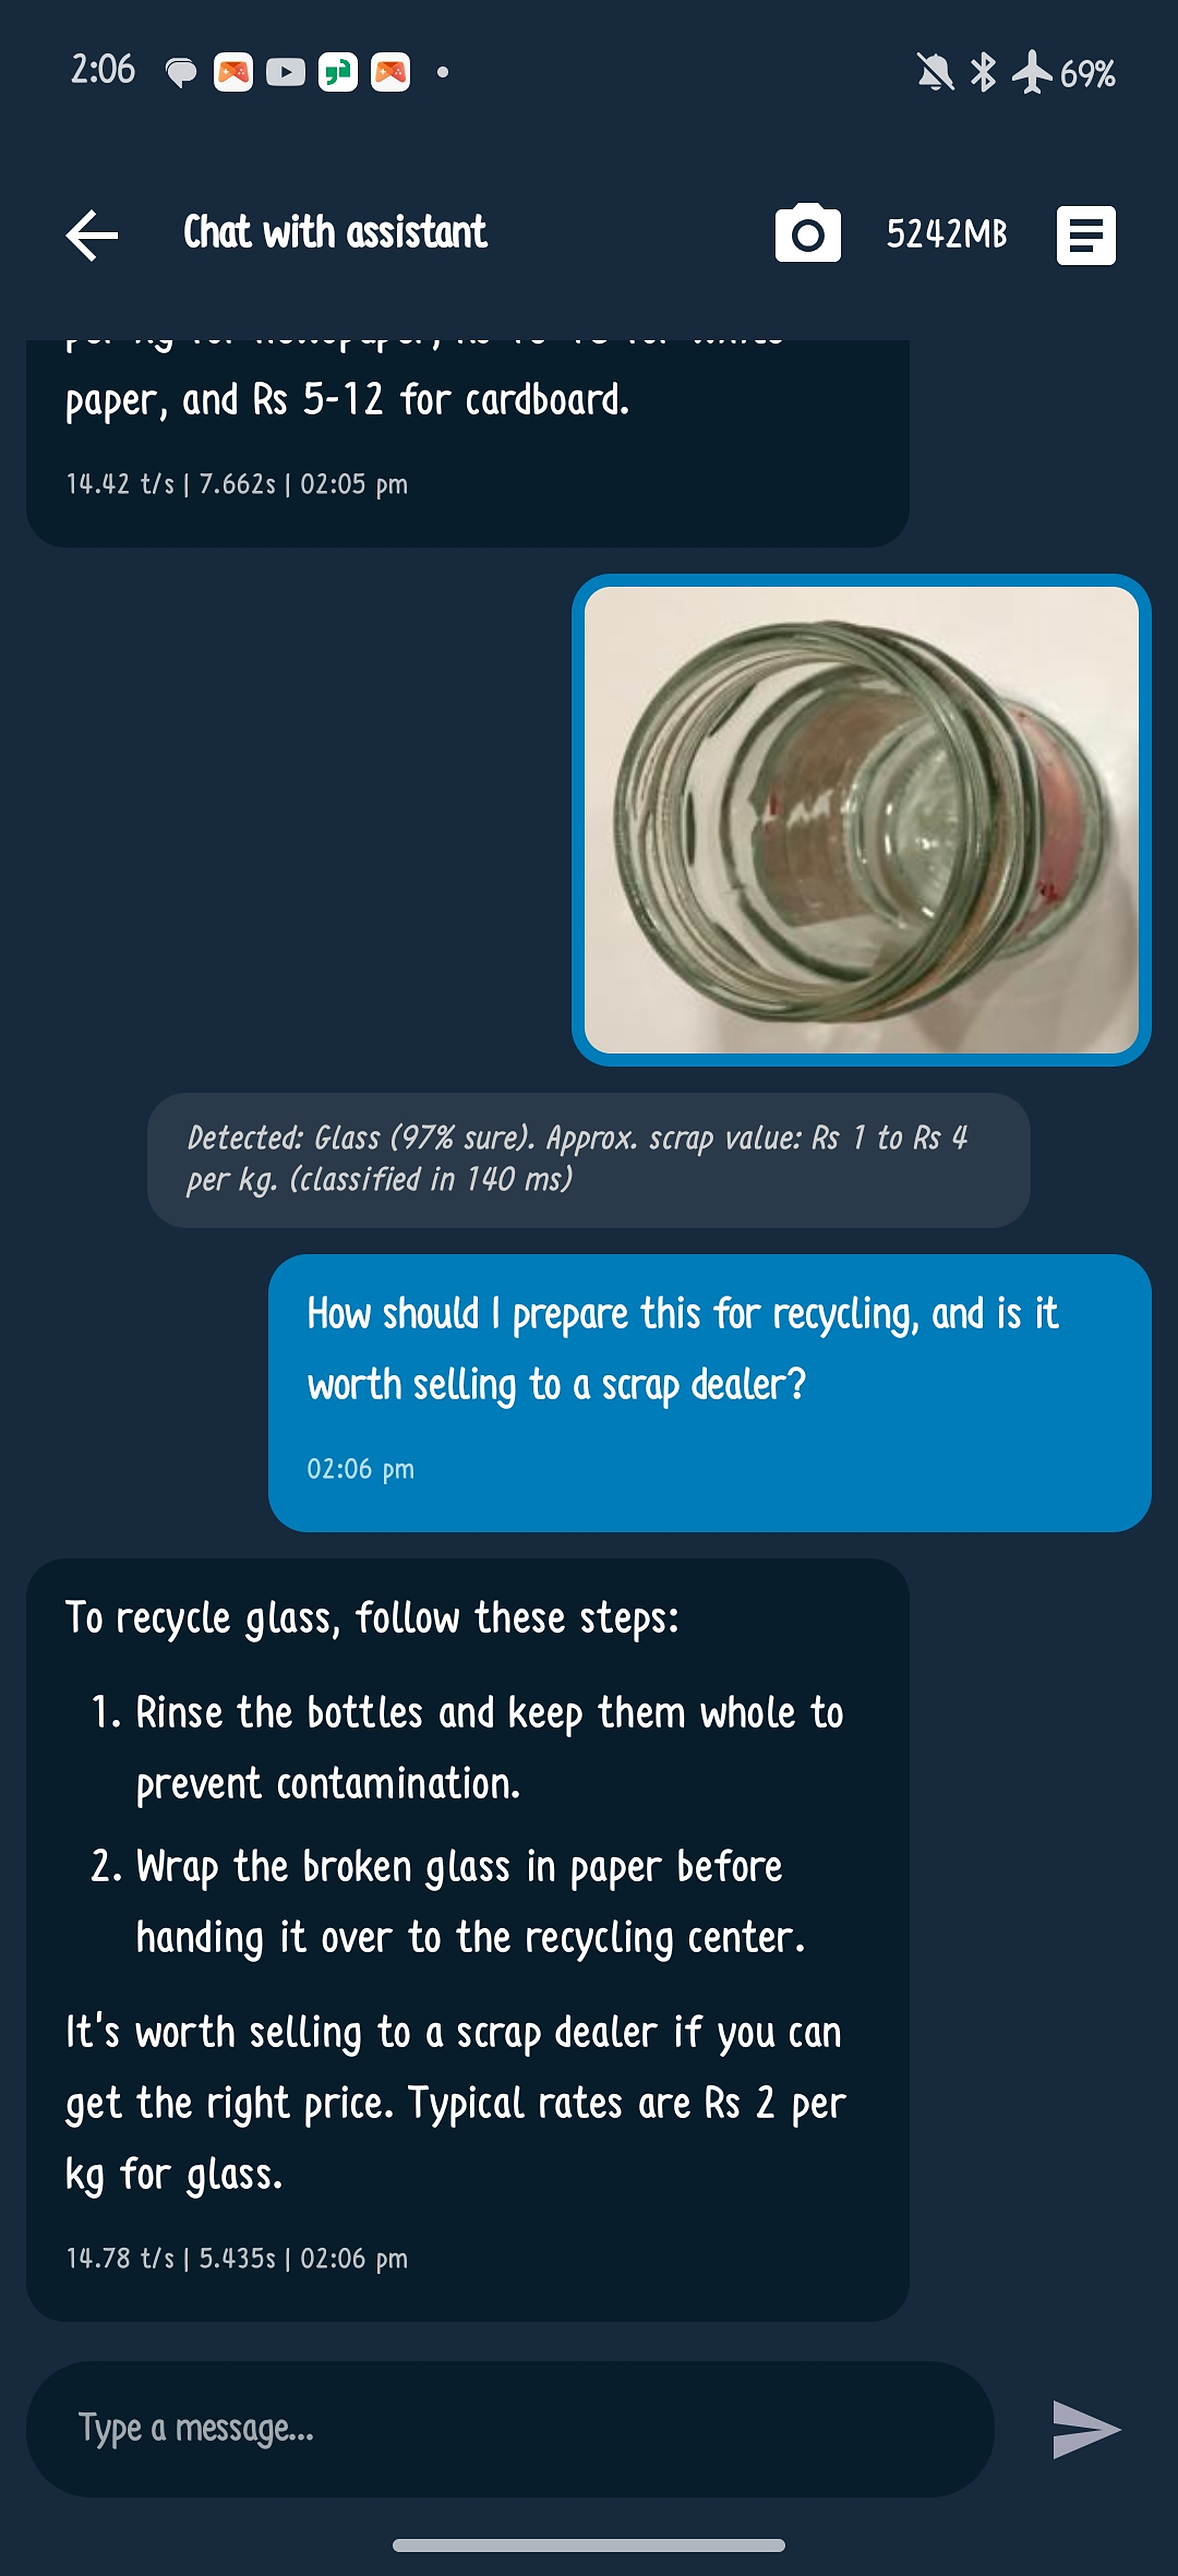 2:06
69%
Chat with assistant
5242MB
paper, and Rs 5-12 for cardboard.
14.42 t/s | 7.662s | 02:05 pm
Detected: Glass (97% sure). Approx. scrap value: Rs 1 to Rs 4
per kg. (classified in 140 ms)
How should I prepare this for recycling, and is it
worth selling to a scrap dealer?
02:06 pm
To recycle glass, follow these steps:
1. Rinse the bottles and keep them whole to
prevent contamination.
2. Wrap the broken glass in paper before
handing it over to the recycling center.
It's worth selling to a scrap dealer if you can
get the right price. Typical rates are Rs 2 per
kg for glass.
14.78 t/s | 5.435s | 02:06 pm
Type a message...